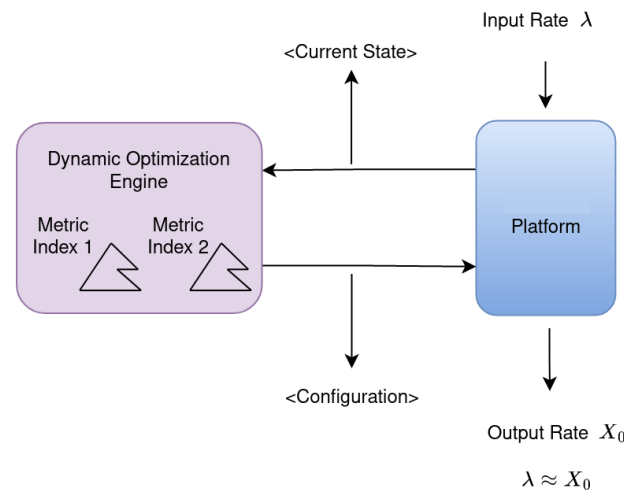 Input Rate λ
<Current State>
Dynamic Optimization
Engine
Metric
Index 1
Metric
Index 2
Platform
<Configuration>
Output Rate X₀
λ ≈ X₀